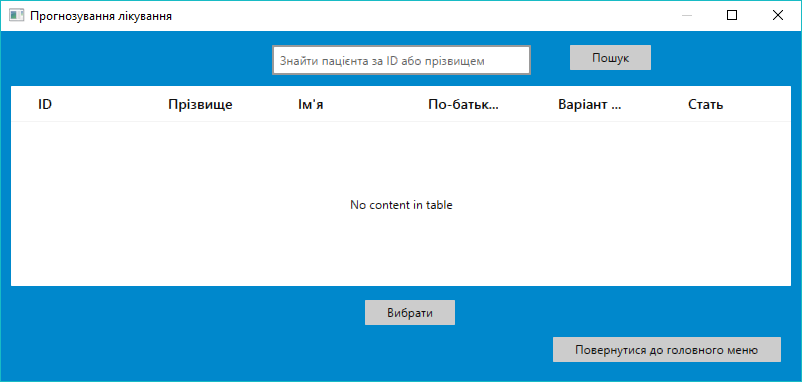 Прогнозування лікування
Знайти пацієнта за ID або прізвищем
Пошук
ID Прізвище Ім'я По-батьк... Варіант ... Стать
No content in table
Вибрати
Повернутися до головного меню